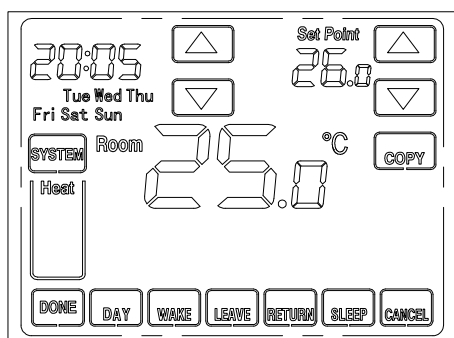 20:05
Set Point
26.0
Tue Wed Thu
Fri Sat Sun
SYSTEM
Room
25.0
°C
COPY
Heat
DONE
DAY
WAKE
LEAVE
RETURN
SLEEP
CANCEL